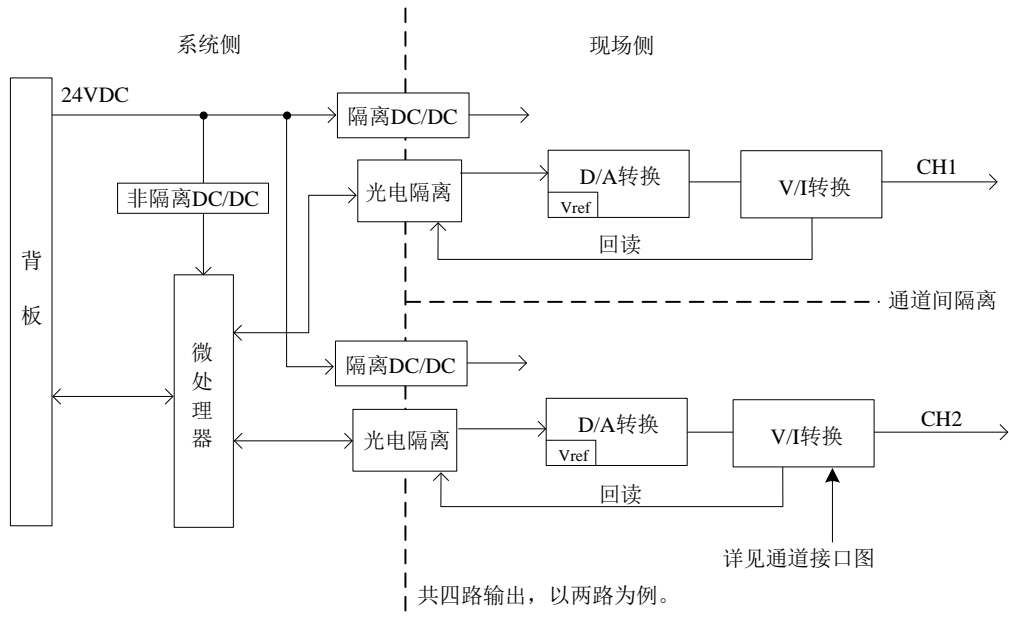 系统侧
现场侧
24VDC
隔离DC/DC
光电隔离
D/A转换
Vref
V/I转换
CH1
非隔离DC/DC
回读
背板
通道间隔离
微处理器
隔离DC/DC
光电隔离
D/A转换
Vref
V/I转换
CH2
回读
详见通道接口图
共四路输出，以两路为例。